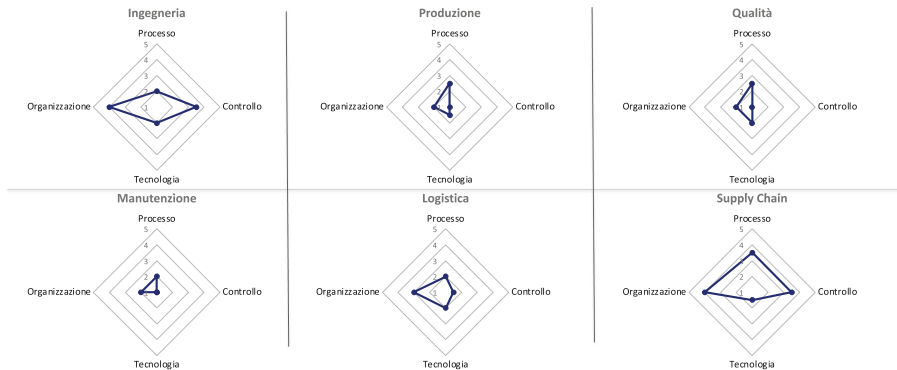 Ingegneria
Processo
5
4
3
2
1
Organizzazione
Controllo
Tecnologia
Produzione
Processo
5
4
3
2
1
Organizzazione
Controllo
Tecnologia
Qualità
Processo
5
4
3
2
1
Organizzazione
Controllo
Tecnologia
Manutenzione
Processo
5
4
3
2
1
Organizzazione
Controllo
Tecnologia
Logistica
Processo
5
4
3
2
1
Organizzazione
Controllo
Tecnologia
Supply Chain
Processo
5
4
3
2
1
Organizzazione
Controllo
Tecnologia